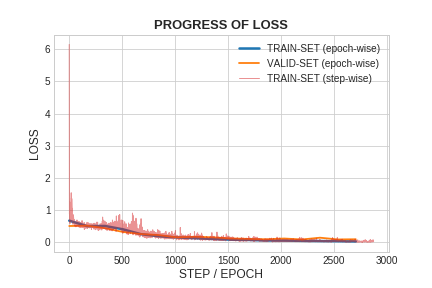 PROGRESS OF LOSS
TRAIN-SET (epoch-wise)
VALID-SET (epoch-wise)
TRAIN-SET (step-wise)
LOSS
6
5
4
3
2
1
0
0 500 1000 1500 2000 2500 3000
STEP / EPOCH